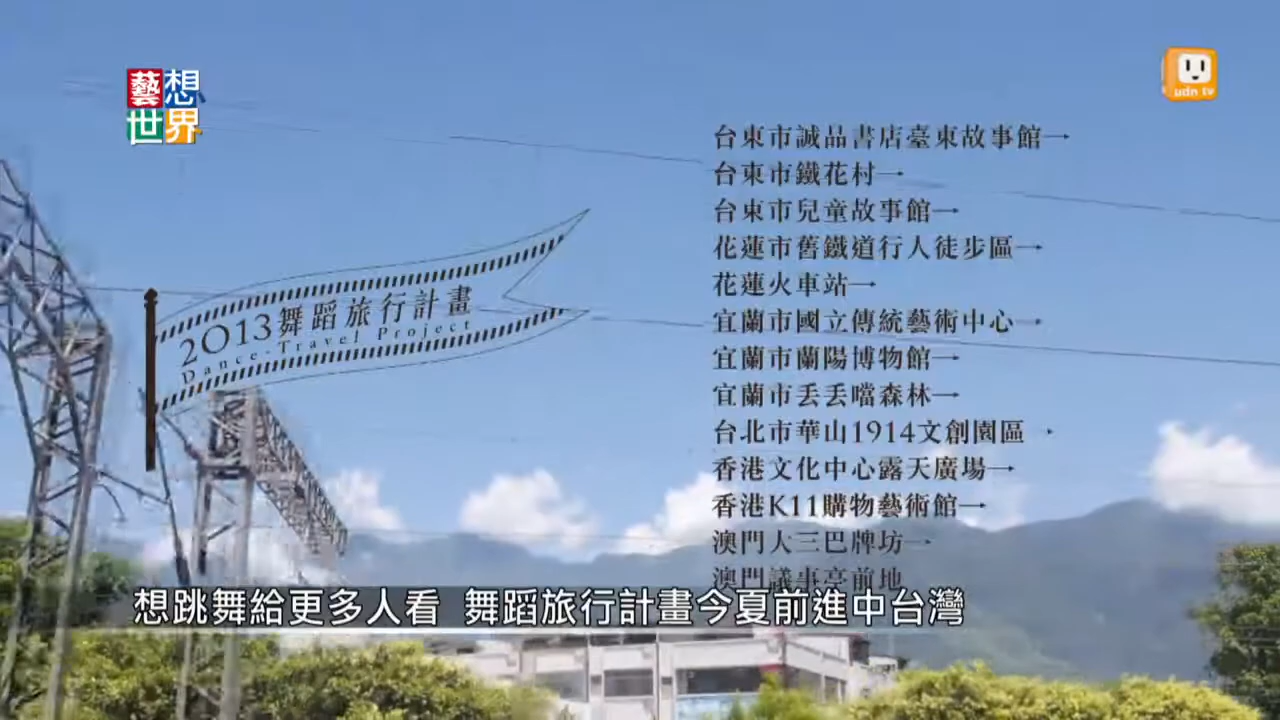 藝想
世界
udn tv
2013舞蹈旅行計畫
Dance-Travel Project
台東市誠品書店臺東故事館→
台東市鐵花村→
台東市兒童故事館→
花蓮市舊鐵道行人徒步區→
花蓮火車站→
宜蘭市國立傳統藝術中心→
宜蘭市蘭陽博物館→
宜蘭市丟丟噹森林→
台北市華山1914文創園區→
香港文化中心露天廣場→
香港K11購物藝術館→
澳門大三巴牌坊→
澳門議事亭前地
想跳舞給更多人看 舞蹈旅行計畫今夏前進中台灣